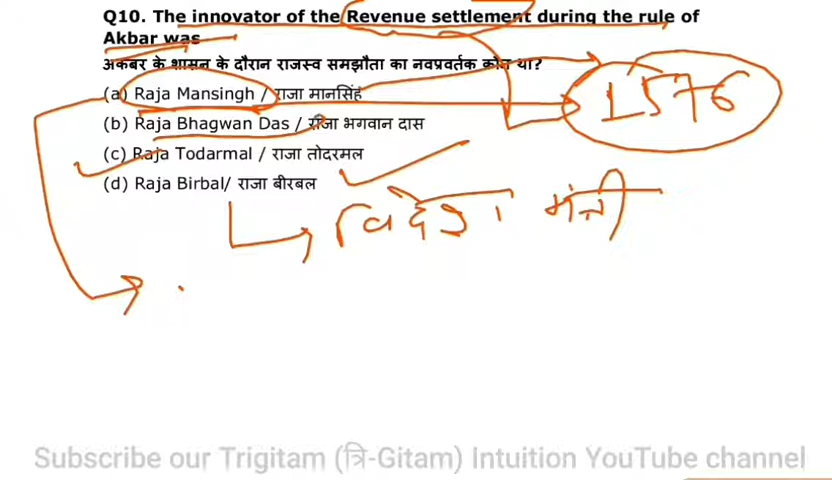 Q10. The innovator of the Revenue settlement during the rule of
Akbar was
अकबर के शासन के दौरान राजस्व समझौता का नवप्रवर्तक कौन था?
(a) Raja Mansingh / राजा मानसिंह
(b) Raja Bhagwan Das / राजा भगवान दास
(c) Raja Todarmal / राजा तोदरमल
(d) Raja Birbal/ राजा बीरबल
1576
विदेश मंत्री
Subscribe our Trigitam (त्रि-Gitam) Intuition YouTube channel